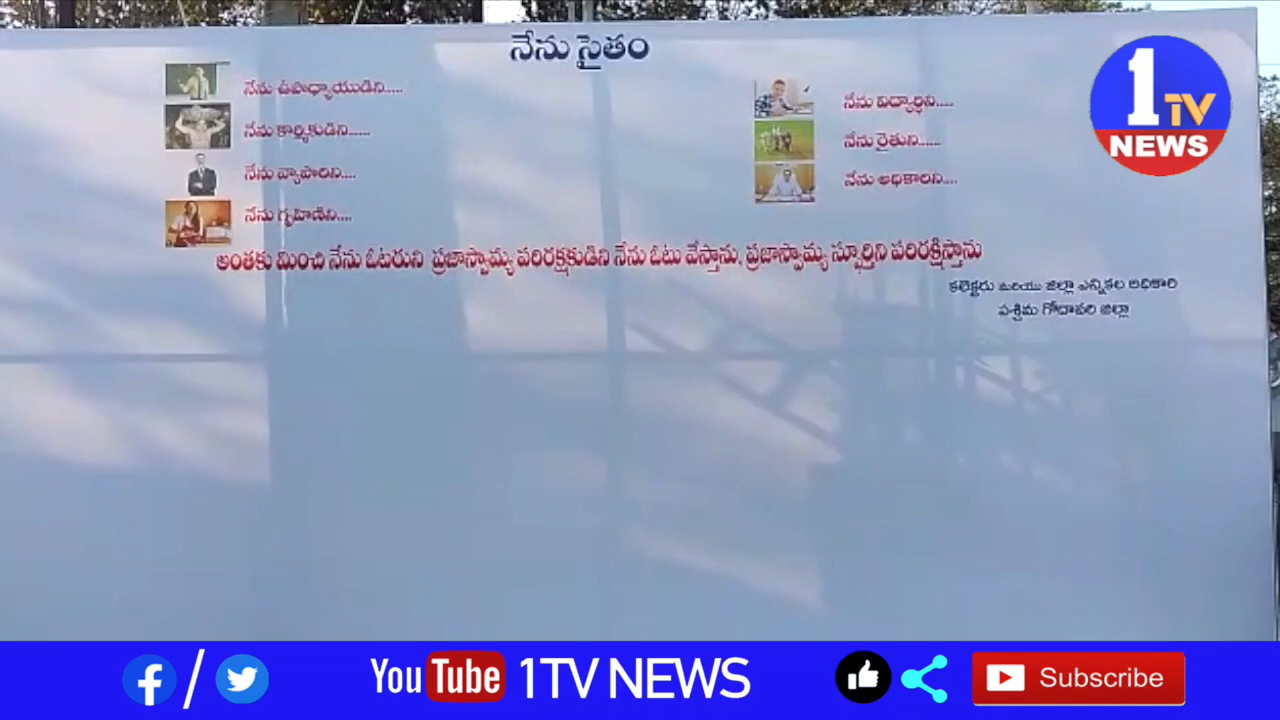 నేను సైతం
నేను ఉపాధ్యాయుడిని.....
నేను కార్మికుడిని.....
నేను వ్యాపారిని....
నేను గృహిణిని....
నేను విద్యార్థిని....
నేను రైతుని.....
నేను అధికారిని....
అంతకు మించి నేను ఓటరుని ప్రజాస్వామ్య పరిరక్షకుడిని నేను ఓటు వేస్తాను, ప్రజాస్వామ్య స్ఫూర్తిని పరిరక్షిస్తాను
కలెక్టరు మరియు జిల్లా ఎన్నికల అధికారి
పశ్చిమ గోదావరి జిల్లా
1TV
NEWS
YouTube 1TV NEWS
Subscribe